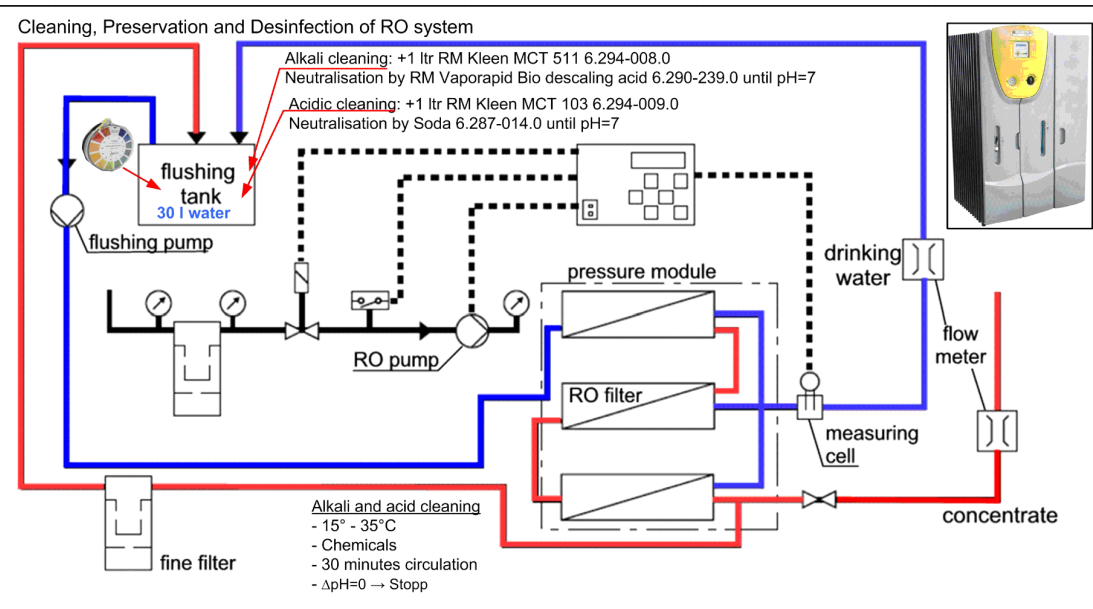 Cleaning, Preservation and Desinfection of RO system
Alkali cleaning: +1 ltr RM Kleen MCT 511 6.294-008.0
Neutralisation by RM Vaporapid Bio descaling acid 6.290-239.0 until pH=7
Acidic cleaning: +1 ltr RM Kleen MCT 103 6.294-009.0
Neutralisation by Soda 6.287-014.0 until pH=7
flushing
tank
30 l water
flushing pump
drinking
water
pressure module
flow
meter
RO pump
RO filter
measuring
cell
concentrate
fine filter
Alkali and acid cleaning
- 15° - 35°C
- Chemicals
- 30 minutes circulation
- ΔpH=0 → Stopp